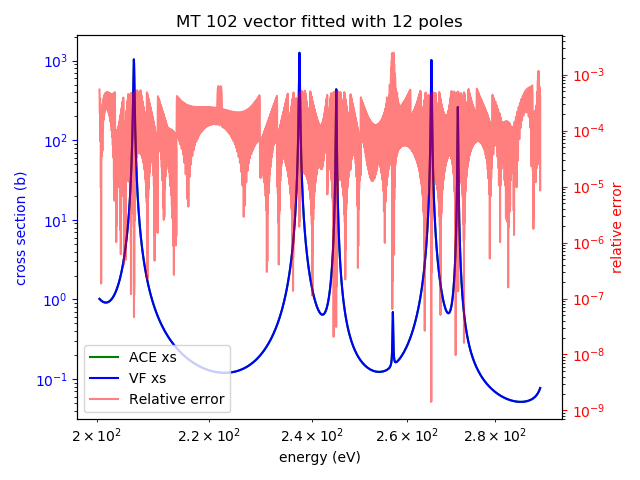 MT 102 vector fitted with 12 poles
cross section (b)
10³
10²
10¹
10⁰
10⁻¹
10⁻³
10⁻⁴
10⁻⁵
10⁻⁶
10⁻⁷
10⁻⁸
10⁻⁹
relative error
ACE xs
VF xs
Relative error
2 × 10² 2.2 × 10² 2.4 × 10² 2.6 × 10² 2.8 × 10²
energy (eV)